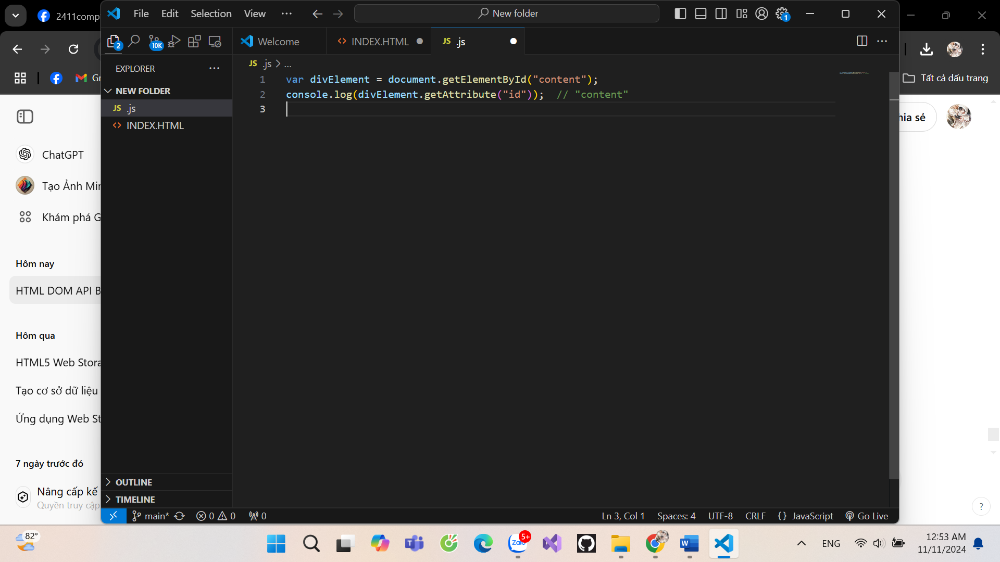 2411comp
File Edit Selection View
New folder
1
2
10K
Welcome
INDEX.HTML
JS .js
EXPLORER
JS .js > ...
NEW FOLDER
JS .js
INDEX.HTML
1 var divElement = document.getElementById("content");
2 console.log(divElement.getAttribute("id")); // "content"
3
Tất cả dấu trang
ChatGPT
Tạo Ảnh
Khám phá G
Hôm nay
HTML DOM API B
Hôm qua
HTML5 Web Stora
Tạo cơ sở dữ liệu
Ứng dụng Web St
7 ngày trước đó
Nâng cấp kế
Quyền truy cập
hia sẻ
?
OUTLINE
TIMELINE
main* 0 0 0
Ln 3, Col 1 Spaces: 4 UTF-8 CRLF {} JavaScript Go Live
82°
Zalo
5+
T
W
ENG
12:53 AM
11/11/2024